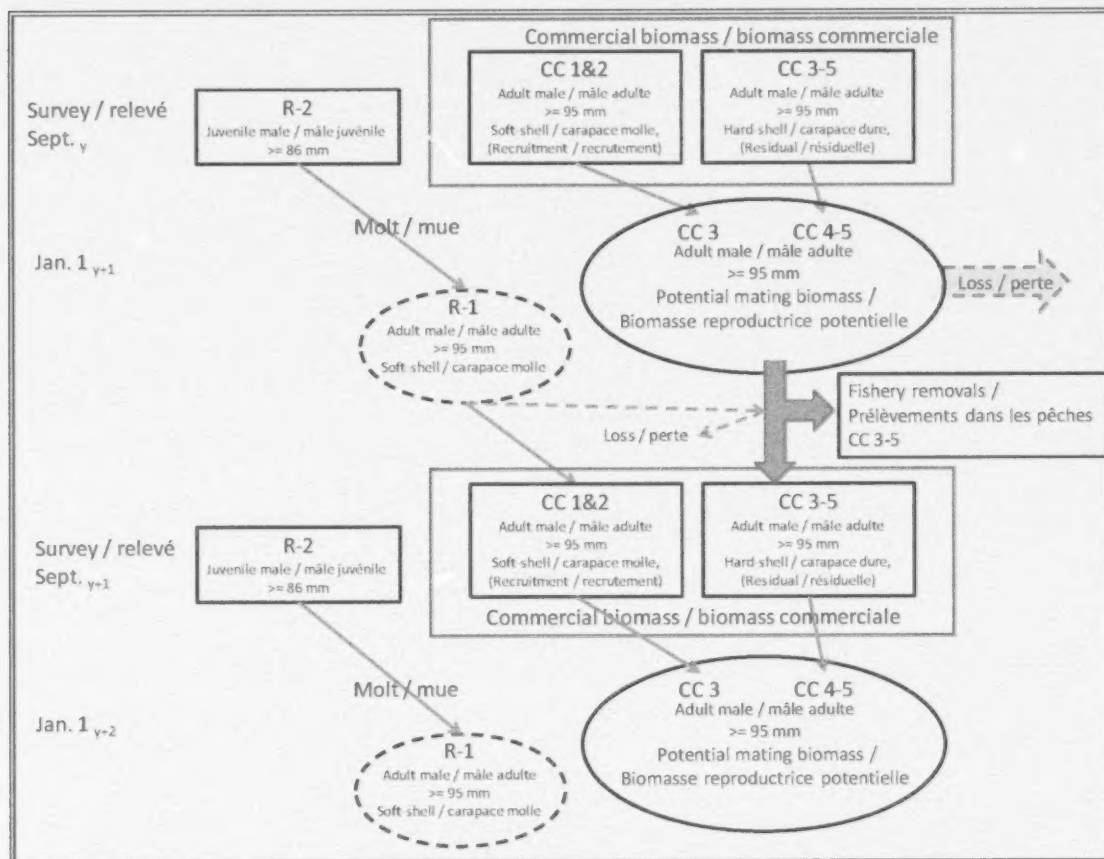 Commercial biomass / biomass commerciale
CC 1&2
Adult male / mâle adulte
>= 95 mm
Soft-shell / carapace molle,
(Recruitment / recrutement)
CC 3-5
Adult male / mâle adulte
>= 95 mm
Hard-shell / carapace dure,
(Residual / résiduelle)
Survey / relevé
Sept. y
R-2
Juvenile male / mâle juvénile
>= 86 mm
Molt / mue
Jan. 1 y+1
CC 3 CC 4-5
Adult male / mâle adulte
>= 95 mm
Potential mating biomass /
Biomasse reproductrice potentielle
Loss / perte
R-1
Adult male / mâle adulte
>= 95 mm
Soft-shell / carapace molle
Fishery removals /
Prélèvements dans les pêches
CC 3-5
Loss / perte
CC 1&2
Adult male / mâle adulte
>= 95 mm
Soft-shell / carapace molle,
(Recruitment / recrutement)
CC 3-5
Adult male / mâle adulte
>= 95 mm
Hard-shell / carapace dure,
(Residual / résiduelle)
Commercial biomass / biomass commerciale
Survey / relevé
Sept. y+1
R-2
Juvenile male / mâle juvénile
>= 86 mm
Molt / mue
Jan. 1 y+2
CC 3 CC 4-5
Adult male / mâle adulte
>= 95 mm
Potential mating biomass /
Biomasse reproductrice potentielle
R-1
Adult male / mâle adulte
>= 95 mm
Soft-shell / carapace molle